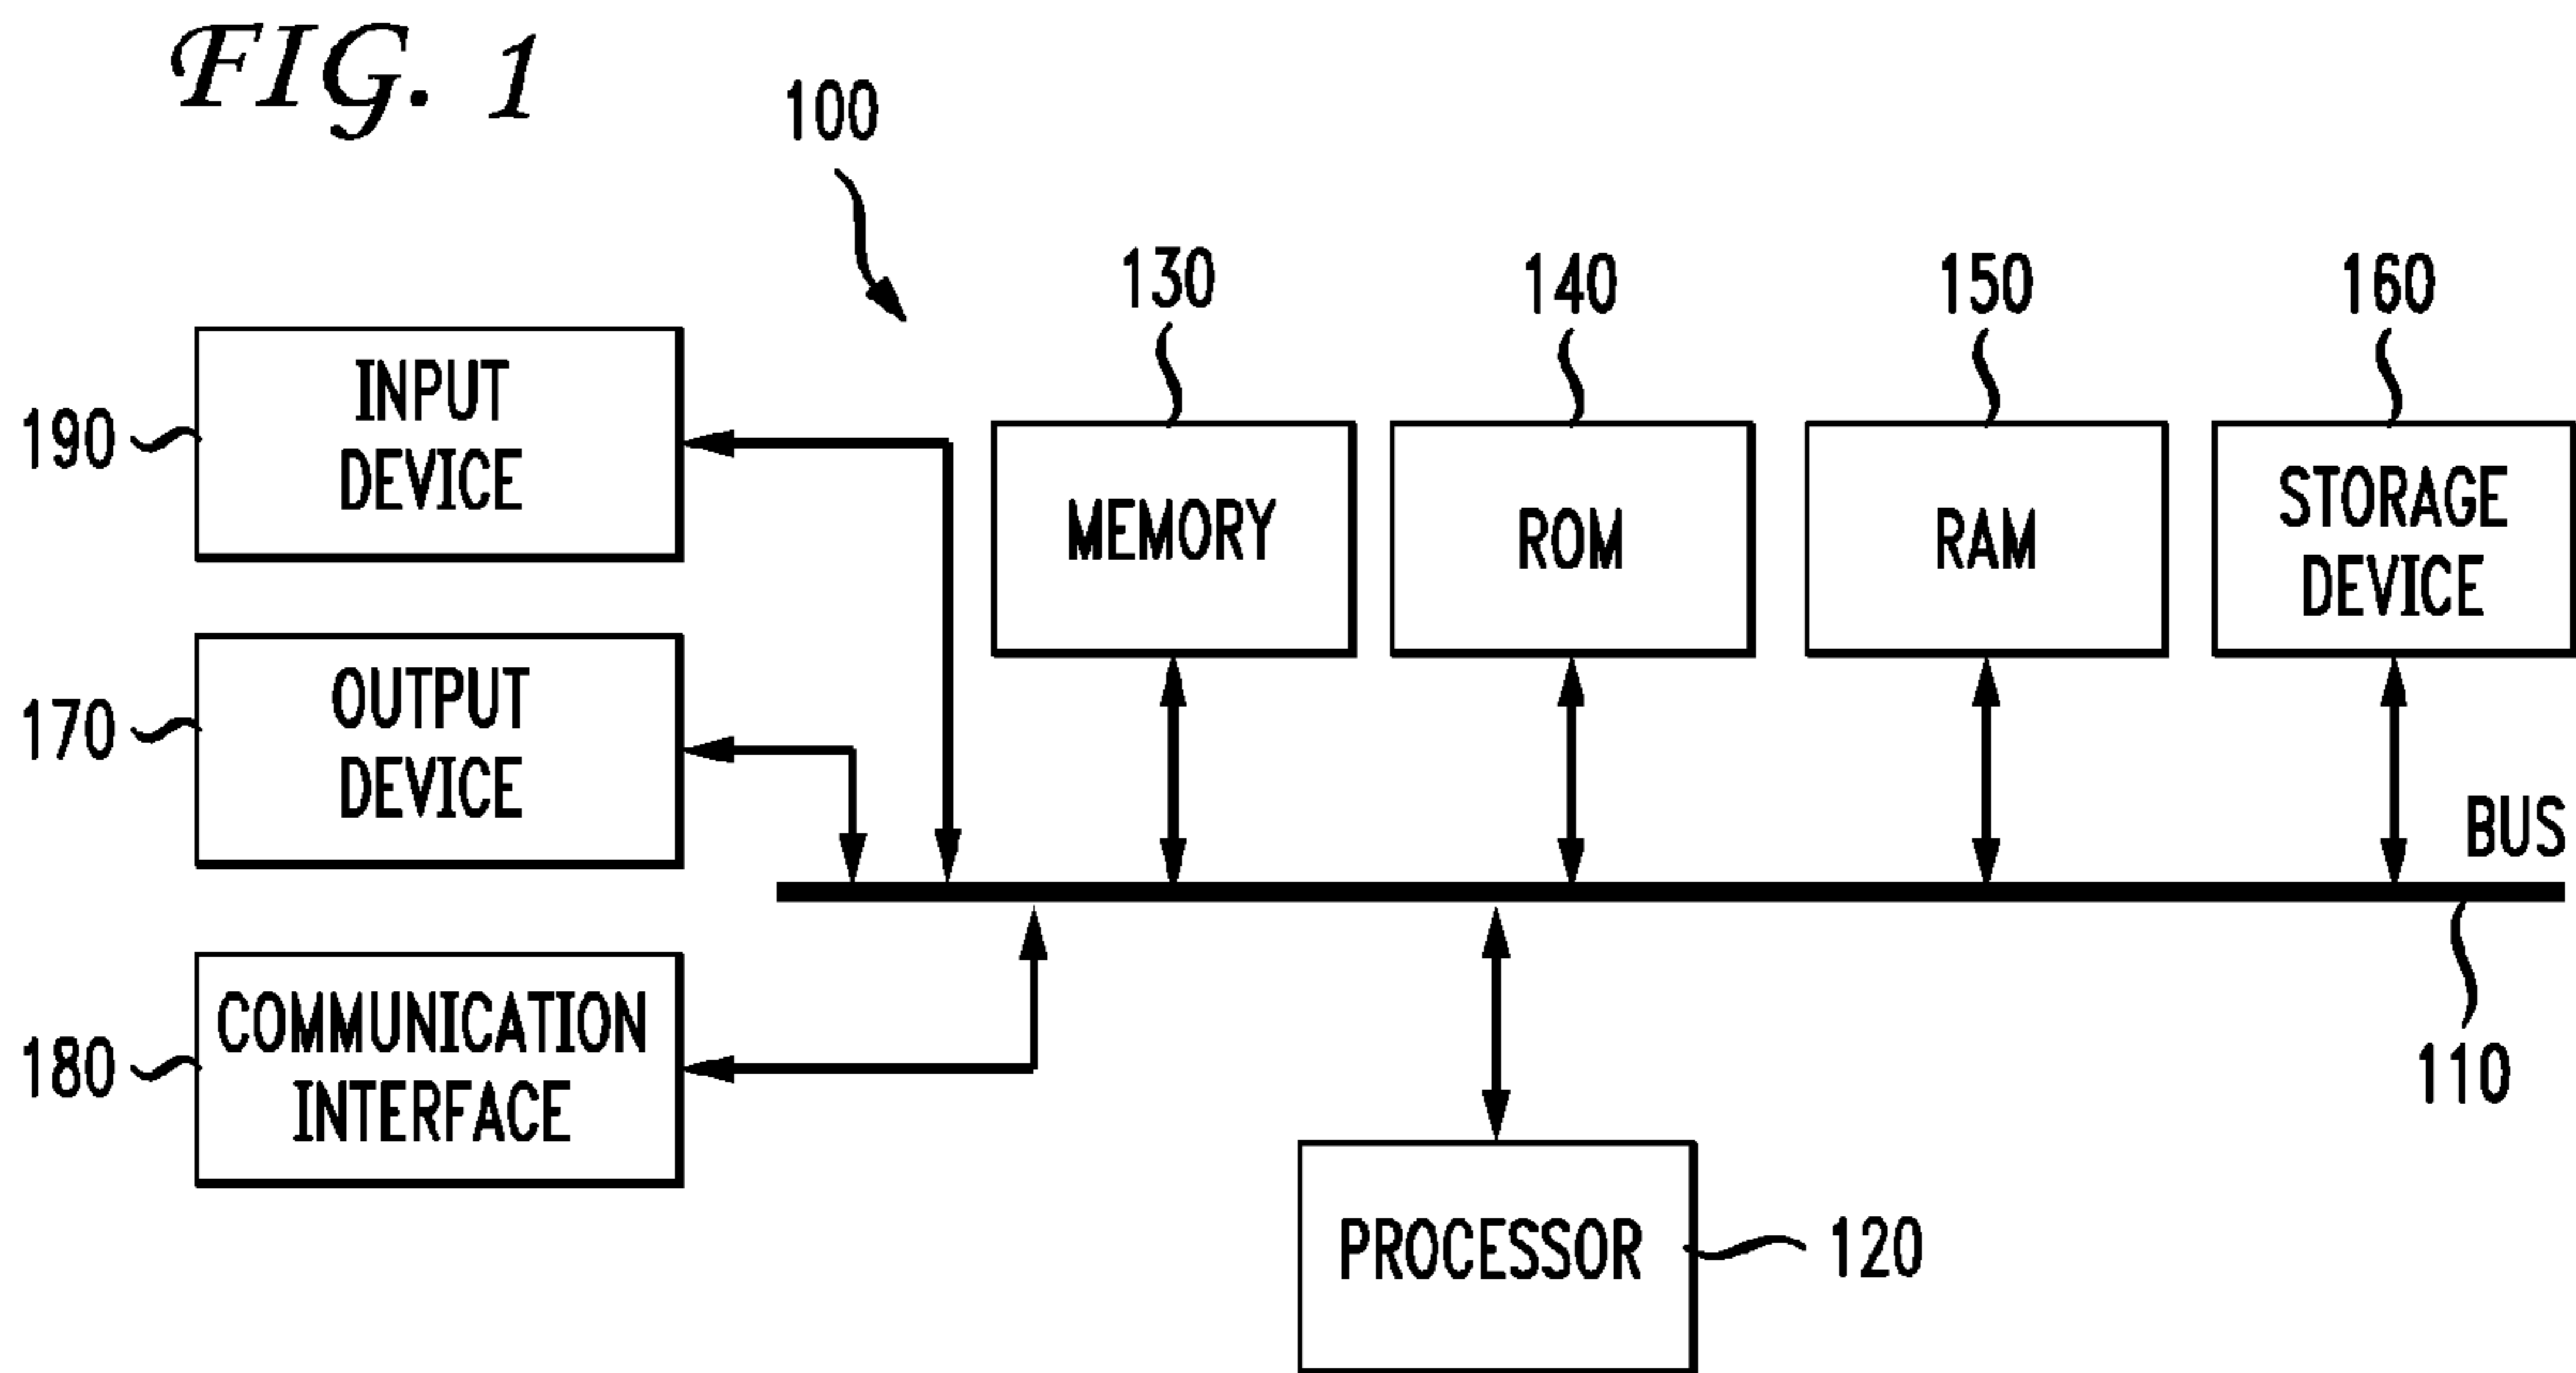 FIG. 1
100
130
140
150
160
190
INPUT
DEVICE
MEMORY
ROM
RAM
STORAGE
DEVICE
170
OUTPUT
DEVICE
BUS
180
COMMUNICATION
INTERFACE
110
PROCESSOR
120